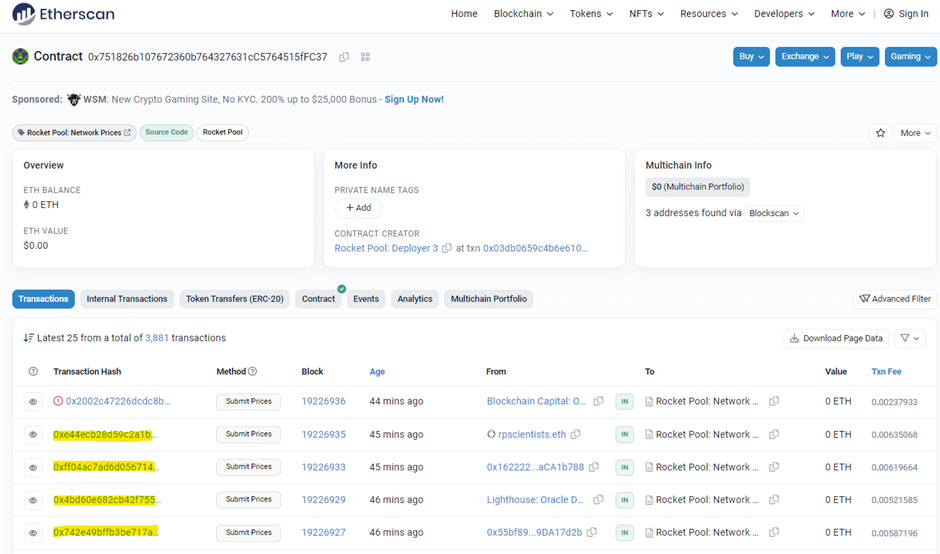 Etherscan
Home Blockchain Tokens NFTs Resources Developers More | Sign In
Contract 0x751826b107672360b764327631cC5764515fFC37
Buy Exchange Play Gaming
Sponsored: WSM: New Crypto Gaming Site, No KYC. 200% up to $25,000 Bonus - Sign Up Now!
Rocket Pool: Network Prices Source Code Rocket Pool
More
Overview
ETH BALANCE
0 ETH
ETH VALUE
$0.00
More Info
PRIVATE NAME TAGS
+ Add
CONTRACT CREATOR
Rocket Pool: Deployer 3 at txn 0x03db0659c4b6e610...
Multichain Info
$0 (Multichain Portfolio)
3 addresses found via Blockscan
Transactions Internal Transactions Token Transfers (ERC-20) Contract Events Analytics Multichain Portfolio
Advanced Filter
Latest 25 from a total of 3,881 transactions
Download Page Data
Transaction Hash Method Block Age From To Value Txn Fee
0x2002c47226dcdc8b... Submit Prices 19226936 44 mins ago Blockchain Capital: O... IN Rocket Pool: Network ... 0 ETH 0.00237933
0xe44ecb28d59c2a1b... Submit Prices 19226935 45 mins ago rpscientists.eth IN Rocket Pool: Network ... 0 ETH 0.00635068
0xff04ac7ad6d056714... Submit Prices 19226933 45 mins ago 0x162222...aCA1b788 IN Rocket Pool: Network ... 0 ETH 0.00619664
0x4bd60e682cb42f755... Submit Prices 19226929 46 mins ago Lighthouse: Oracle D... IN Rocket Pool: Network ... 0 ETH 0.00521585
0x742e49bffb3be717a... Submit Prices 19226927 46 mins ago 0x55bf89...9DA17d2b IN Rocket Pool: Network ... 0 ETH 0.00587196